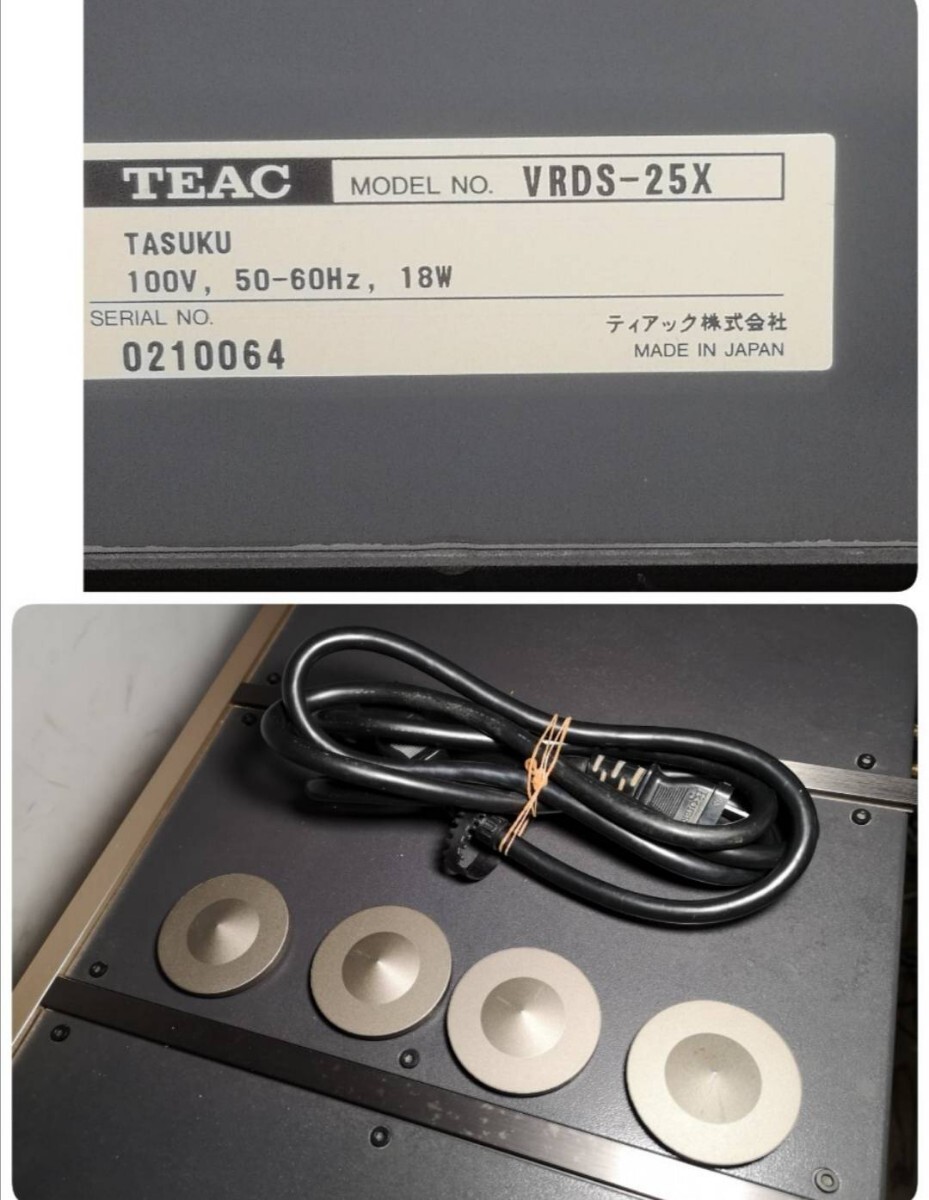 TEAC MODEL NO. VRDS-25X
TASUKU
100V, 50-60Hz, 18W
SERIAL NO.
0210064
ティアック株式会社
MADE IN JAPAN